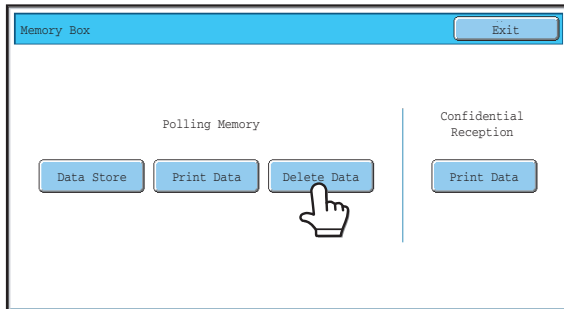 Memory Box
Exit
Polling Memory
Data Store
Print Data
Delete Data
Confidential
Reception
Print Data